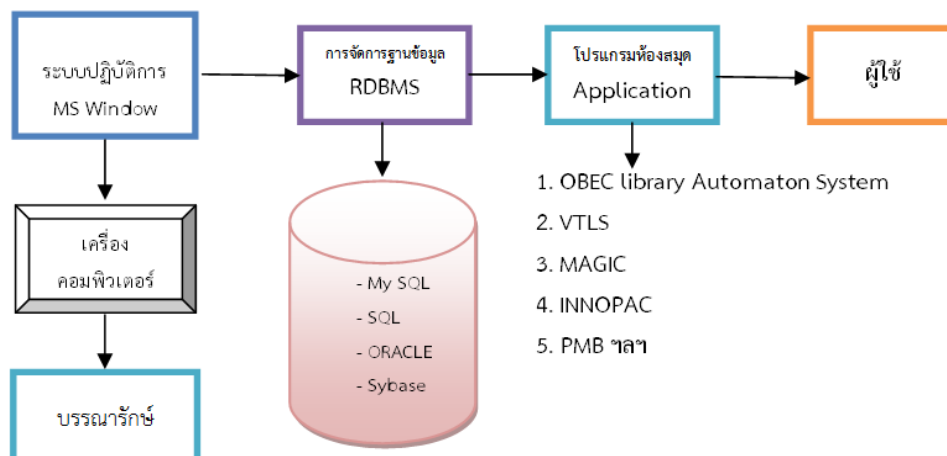 ระบบปฏิบัติการ
MS Window
การจัดการฐานข้อมูล
RDBMS
โปรแกรมห้องสมุด
Application
ผู้ใช้
เครื่อง
คอมพิวเตอร์
บรรณารักษ์
- My SQL
- SQL
- ORACLE
- Sybase
1. OBEC library Automaton System
2. VTLS
3. MAGIC
4. INNOPAC
5. PMB ฯลฯ